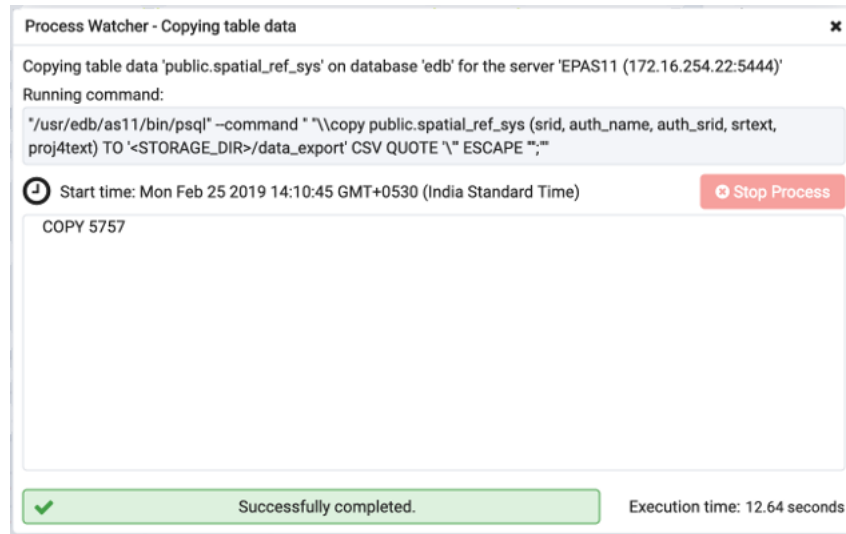 Process Watcher - Copying table data
Copying table data 'public.spatial_ref_sys' on database 'edb' for the server 'EPAS11 (172.16.254.22:5444)'
Running command:
"/usr/edb/as11/bin/psql" --command " "\\copy public.spatial_ref_sys (srid, auth_name, auth_srid, srtext,
proj4text) TO '<STORAGE_DIR>/data_export' CSV QUOTE '\"' ESCAPE '"';""
Start time: Mon Feb 25 2019 14:10:45 GMT+0530 (India Standard Time)
Stop Process
COPY 5757
Successfully completed.
Execution time: 12.64 seconds